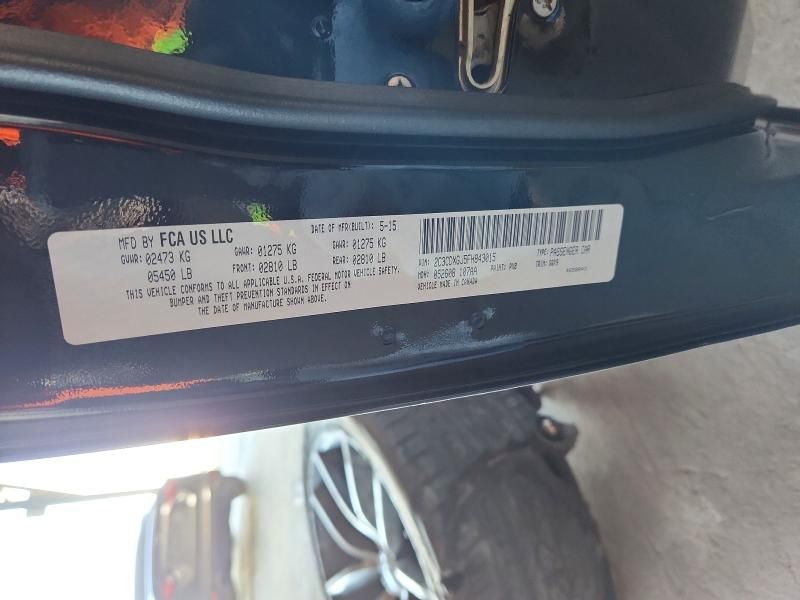 MFD BY FCA US LLC DATE OF MFR(BUILT): 5-15
GVWR: 02473 KG GAWR: 01275 KG GAWR: 01275 KG
05450 LB FRONT: 02810 LB REAR: 02810 LB
THIS VEHICLE CONFORMS TO ALL APPLICABLE U.S.A. FEDERAL MOTOR VEHICLE SAFETY,
BUMPER AND THEFT PREVENTION STANDARDS IN EFFECT ON
THE DATE OF MANUFACTURE SHOWN ABOVE.
VIN: 2C3CDXGJ5FH843015 TYPE: PASSENGER CAR
MDH: 052808 107AA PAINT: TRIM:
VEHICLE MADE IN CANADA